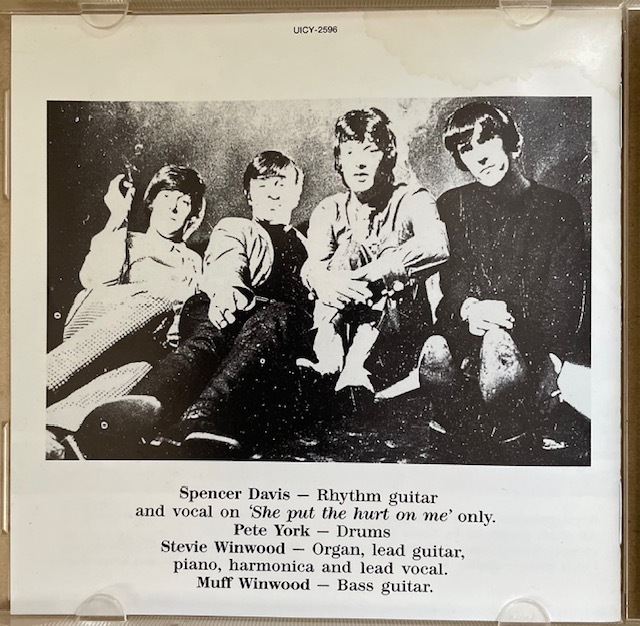 UICY-2596
Spencer Davis – Rhythm guitar
and vocal on 'She put the hurt on me' only.
Pete York – Drums
Stevie Winwood – Organ, lead guitar,
piano, harmonica and lead vocal.
Muff Winwood – Bass guitar.